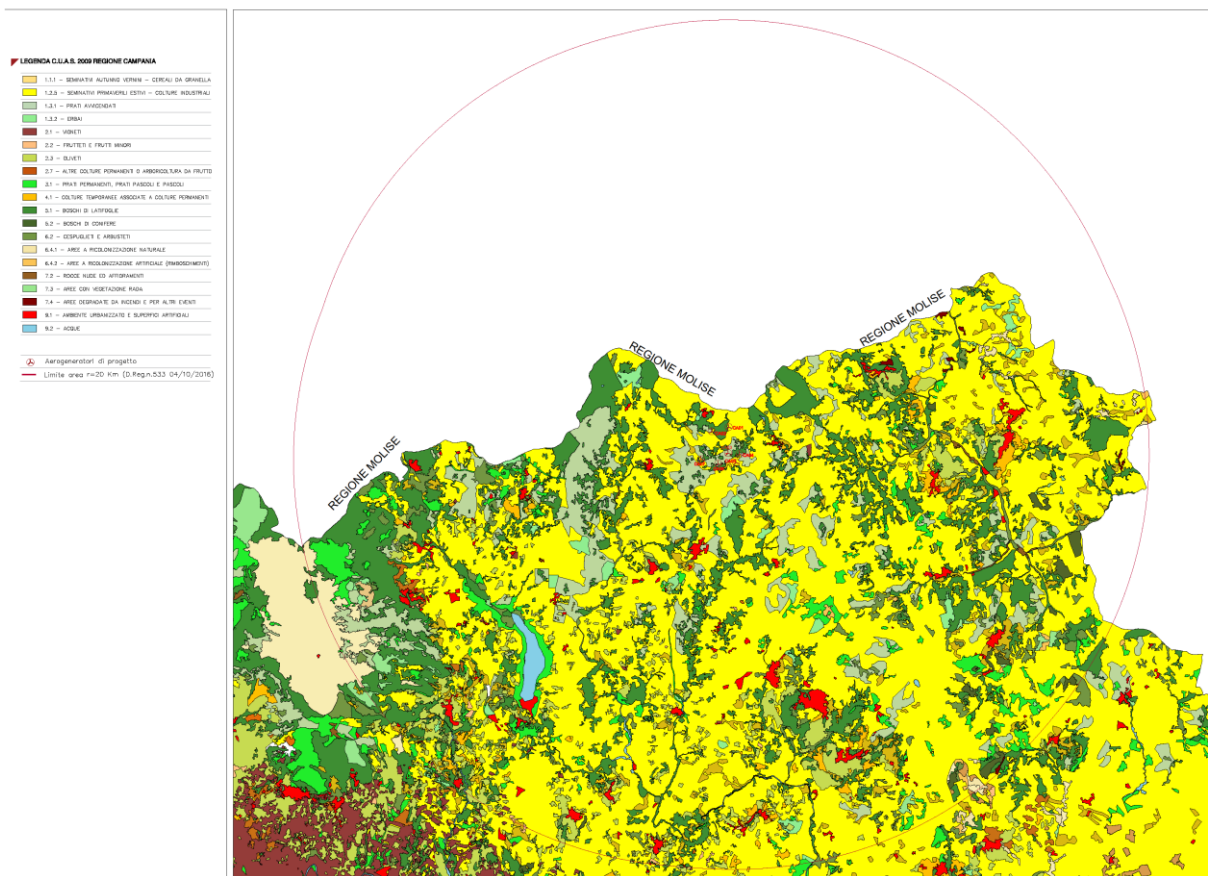 LEGENDA C.U.A.S. 2009 REGIONE CAMPANIA
1.1.1 - SEMINATIVI AUTUNNO VERNINI - CEREALI DA GRANELLA
1.2.5 - SEMINATIVI PRIMAVERILI ESTIVI - COLTURE INDUSTRIALI
1.3.1 - PRATI AVVICENDATI
1.3.2 - ERBAI
2.1 - VIGNETI
2.2 - FRUTTETI E FRUTTI MINORI
2.3 - OLIVETI
2.7 - ALTRE COLTURE PERMANENTI O ARBORICOLTURA DA FRUTTO
3.1 - PRATI PERMANENTI, PRATI PASCOLI E PASCOLI
4.1 - COLTURE TEMPORANEE ASSOCIATE A COLTURE PERMANENTI
5.1 - BOSCHI DI LATIFOGLIE
5.2 - BOSCHI DI CONIFERE
6.2 - CESPUGLIETI E ARBUSTETI
6.4.1 - AREE A RICOLONIZZAZIONE NATURALE
6.4.2 - AREE A RICOLONIZZAZIONE ARTIFICIALE (RIMBOSCHIMENTI)
7.2 - ROCCE NUDE ED AFFIORAMENTI
7.3 - AREE CON VEGETAZIONE RADA
7.4 - AREE DEGRADATE DA INCENDI E PER ALTRI EVENTI
8.1 - AMBIENTE URBANIZZATO E SUPERFICI ARTIFICIALI
9.2 - ACQUE
Aerogeneratori di progetto
Limite area r=20 Km (D.Reg.n.533 04/10/2016)
REGIONE MOLISE
REGIONE MOLISE
REGIONE MOLISE